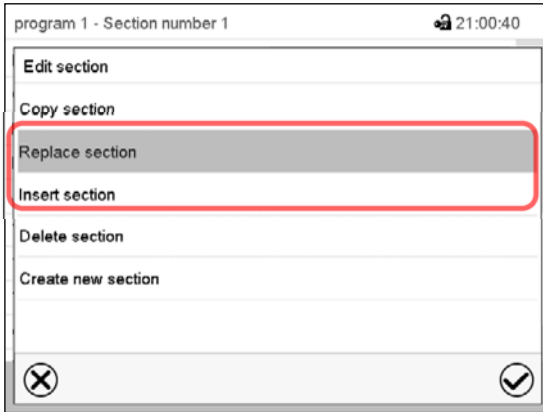 program 1 - Section number 1 21:00:40
Edit section
Copy section
Replace section
Insert section
Delete section
Create new section